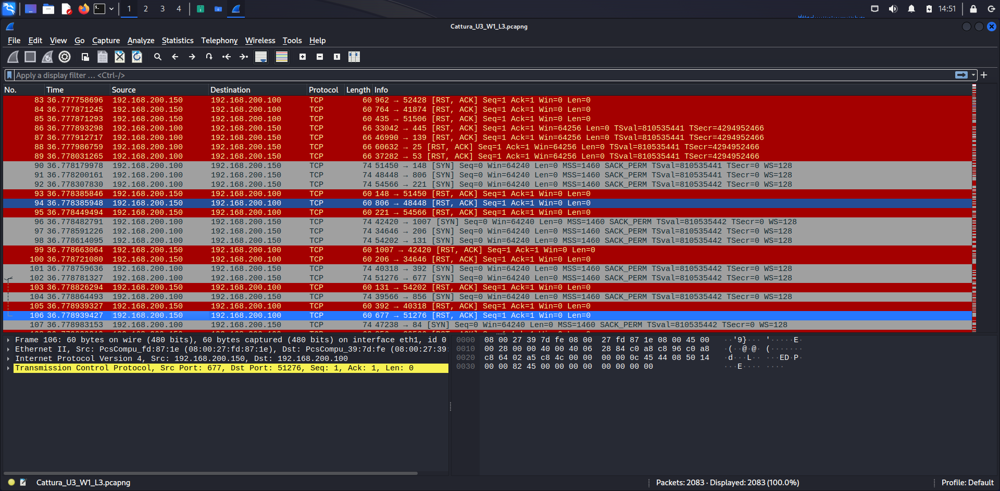 1 2 3 4 14:51
Cattura_U3_W1_L3.pcapng
File Edit View Go Capture Analyze Statistics Telephony Wireless Tools Help
Apply a display filter … <Ctrl-/>
No. Time Source Destination Protocol Length Info
83 36.777758696 192.168.200.150 192.168.200.100 TCP 60 962 → 52428 [RST, ACK] Seq=1 Ack=1 Win=0 Len=0
84 36.777871245 192.168.200.150 192.168.200.100 TCP 60 764 → 41874 [RST, ACK] Seq=1 Ack=1 Win=0 Len=0
85 36.777871293 192.168.200.150 192.168.200.100 TCP 60 435 → 51506 [RST, ACK] Seq=1 Ack=1 Win=0 Len=0
86 36.777893298 192.168.200.100 192.168.200.150 TCP 66 33042 → 445 [RST, ACK] Seq=1 Ack=1 Win=64256 Len=0 TSval=810535441 TSecr=4294952466
87 36.777912717 192.168.200.100 192.168.200.150 TCP 66 46990 → 139 [RST, ACK] Seq=1 Ack=1 Win=64256 Len=0 TSval=810535441 TSecr=4294952466
88 36.777986759 192.168.200.100 192.168.200.150 TCP 66 60632 → 25 [RST, ACK] Seq=1 Ack=1 Win=64256 Len=0 TSval=810535441 TSecr=4294952466
89 36.778031265 192.168.200.100 192.168.200.150 TCP 66 37282 → 53 [RST, ACK] Seq=1 Ack=1 Win=64256 Len=0 TSval=810535441 TSecr=4294952466
90 36.778179978 192.168.200.100 192.168.200.150 TCP 74 51450 → 148 [SYN] Seq=0 Win=64240 Len=0 MSS=1460 SACK_PERM TSval=810535441 TSecr=0 WS=128
91 36.778200161 192.168.200.100 192.168.200.150 TCP 74 48448 → 806 [SYN] Seq=0 Win=64240 Len=0 MSS=1460 SACK_PERM TSval=810535441 TSecr=0 WS=128
92 36.778307830 192.168.200.100 192.168.200.150 TCP 74 54566 → 221 [SYN] Seq=0 Win=64240 Len=0 MSS=1460 SACK_PERM TSval=810535442 TSecr=0 WS=128
93 36.778385846 192.168.200.150 192.168.200.100 TCP 60 148 → 51450 [RST, ACK] Seq=1 Ack=1 Win=0 Len=0
94 36.778385948 192.168.200.150 192.168.200.100 TCP 60 806 → 48448 [RST, ACK] Seq=1 Ack=1 Win=0 Len=0
95 36.778449494 192.168.200.150 192.168.200.100 TCP 60 221 → 54566 [RST, ACK] Seq=1 Ack=1 Win=0 Len=0
96 36.778482791 192.168.200.100 192.168.200.150 TCP 74 42420 → 1007 [SYN] Seq=0 Win=64240 Len=0 MSS=1460 SACK_PERM TSval=810535442 TSecr=0 WS=128
97 36.778591226 192.168.200.100 192.168.200.150 TCP 74 34646 → 206 [SYN] Seq=0 Win=64240 Len=0 MSS=1460 SACK_PERM TSval=810535442 TSecr=0 WS=128
98 36.778614095 192.168.200.100 192.168.200.150 TCP 74 54202 → 131 [SYN] Seq=0 Win=64240 Len=0 MSS=1460 SACK_PERM TSval=810535442 TSecr=0 WS=128
99 36.778663064 192.168.200.150 192.168.200.100 TCP 60 1007 → 42420 [RST, ACK] Seq=1 Ack=1 Win=0 Len=0
100 36.778721080 192.168.200.150 192.168.200.100 TCP 60 206 → 34646 [RST, ACK] Seq=1 Ack=1 Win=0 Len=0
101 36.778759636 192.168.200.100 192.168.200.150 TCP 74 40318 → 392 [SYN] Seq=0 Win=64240 Len=0 MSS=1460 SACK_PERM TSval=810535442 TSecr=0 WS=128
102 36.778781327 192.168.200.100 192.168.200.150 TCP 74 51276 → 677 [SYN] Seq=0 Win=64240 Len=0 MSS=1460 SACK_PERM TSval=810535442 TSecr=0 WS=128
103 36.778826294 192.168.200.150 192.168.200.100 TCP 60 131 → 54202 [RST, ACK] Seq=1 Ack=1 Win=0 Len=0
104 36.778864493 192.168.200.100 192.168.200.150 TCP 74 39566 → 856 [SYN] Seq=0 Win=64240 Len=0 MSS=1460 SACK_PERM TSval=810535442 TSecr=0 WS=128
105 36.778939327 192.168.200.150 192.168.200.100 TCP 60 392 → 40318 [RST, ACK] Seq=1 Ack=1 Win=0 Len=0
106 36.778939427 192.168.200.150 192.168.200.100 TCP 60 677 → 51276 [RST, ACK] Seq=1 Ack=1 Win=0 Len=0
107 36.778983153 192.168.200.100 192.168.200.150 TCP 74 47238 → 84 [SYN] Seq=0 Win=64240 Len=0 MSS=1460 SACK_PERM TSval=810535442 TSecr=0 WS=128
Frame 106: 60 bytes on wire (480 bits), 60 bytes captured (480 bits) on interface eth1, id 0
Ethernet II, Src: PcsCompu_fd:87:1e (08:00:27:fd:87:1e), Dst: PcsCompu_39:7d:fe (08:00:27:39:
Internet Protocol Version 4, Src: 192.168.200.150, Dst: 192.168.200.100
Transmission Control Protocol, Src Port: 677, Dst Port: 51276, Seq: 1, Ack: 1, Len: 0
0000 08 00 27 39 7d fe 08 00 27 fd 87 1e 08 00 45 00 ··'9}··· '·····E·
0010 00 28 00 00 40 00 40 06 28 84 c0 a8 c8 96 c0 a8 ·(··@·@· (·······
0020 c8 64 02 a5 c8 4c 00 00 00 00 0c 45 44 08 50 14 ·d···L·· ···ED·P·
0030 00 00 82 45 00 00 00 00 00 00 00 00 ···E···· ····
Cattura_U3_W1_L3.pcapng Packets: 2083 · Displayed: 2083 (100.0%) Profile: Default